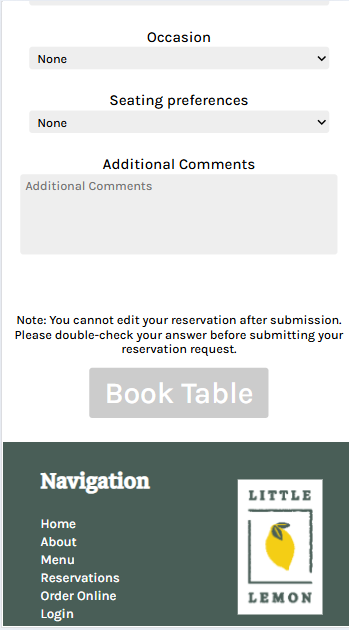 Occasion
None
Seating preferences
None
Additional Comments
Additional Comments
Note: You cannot edit your reservation after submission.
Please double-check your answer before submitting your
reservation request.
Book Table
Navigation
LITTLE
LEMON
Home
About
Menu
Reservations
Order Online
Login